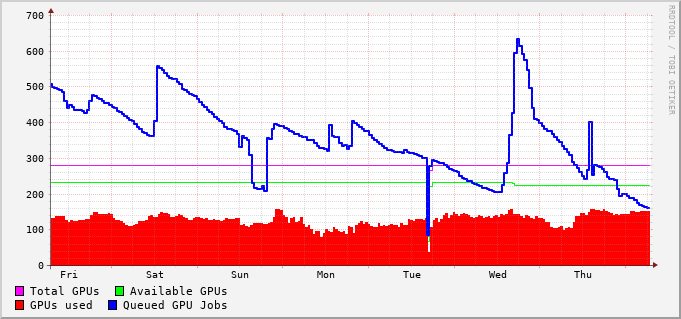 700
600
500
400
300
200
100
0
Fri Sat Sun Mon Tue Wed Thu
Total GPUs Available GPUs
GPUs used Queued GPU Jobs
RRDTOOL / TOBI OETIKER